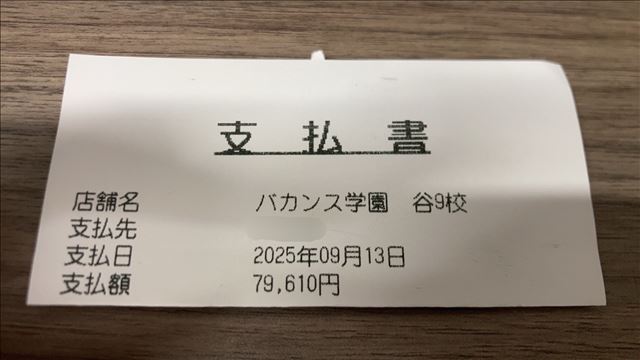 支払書
店舗名 バカンス学園 谷9校
支払先
支払日 2025年09月13日
支払額 79,610円